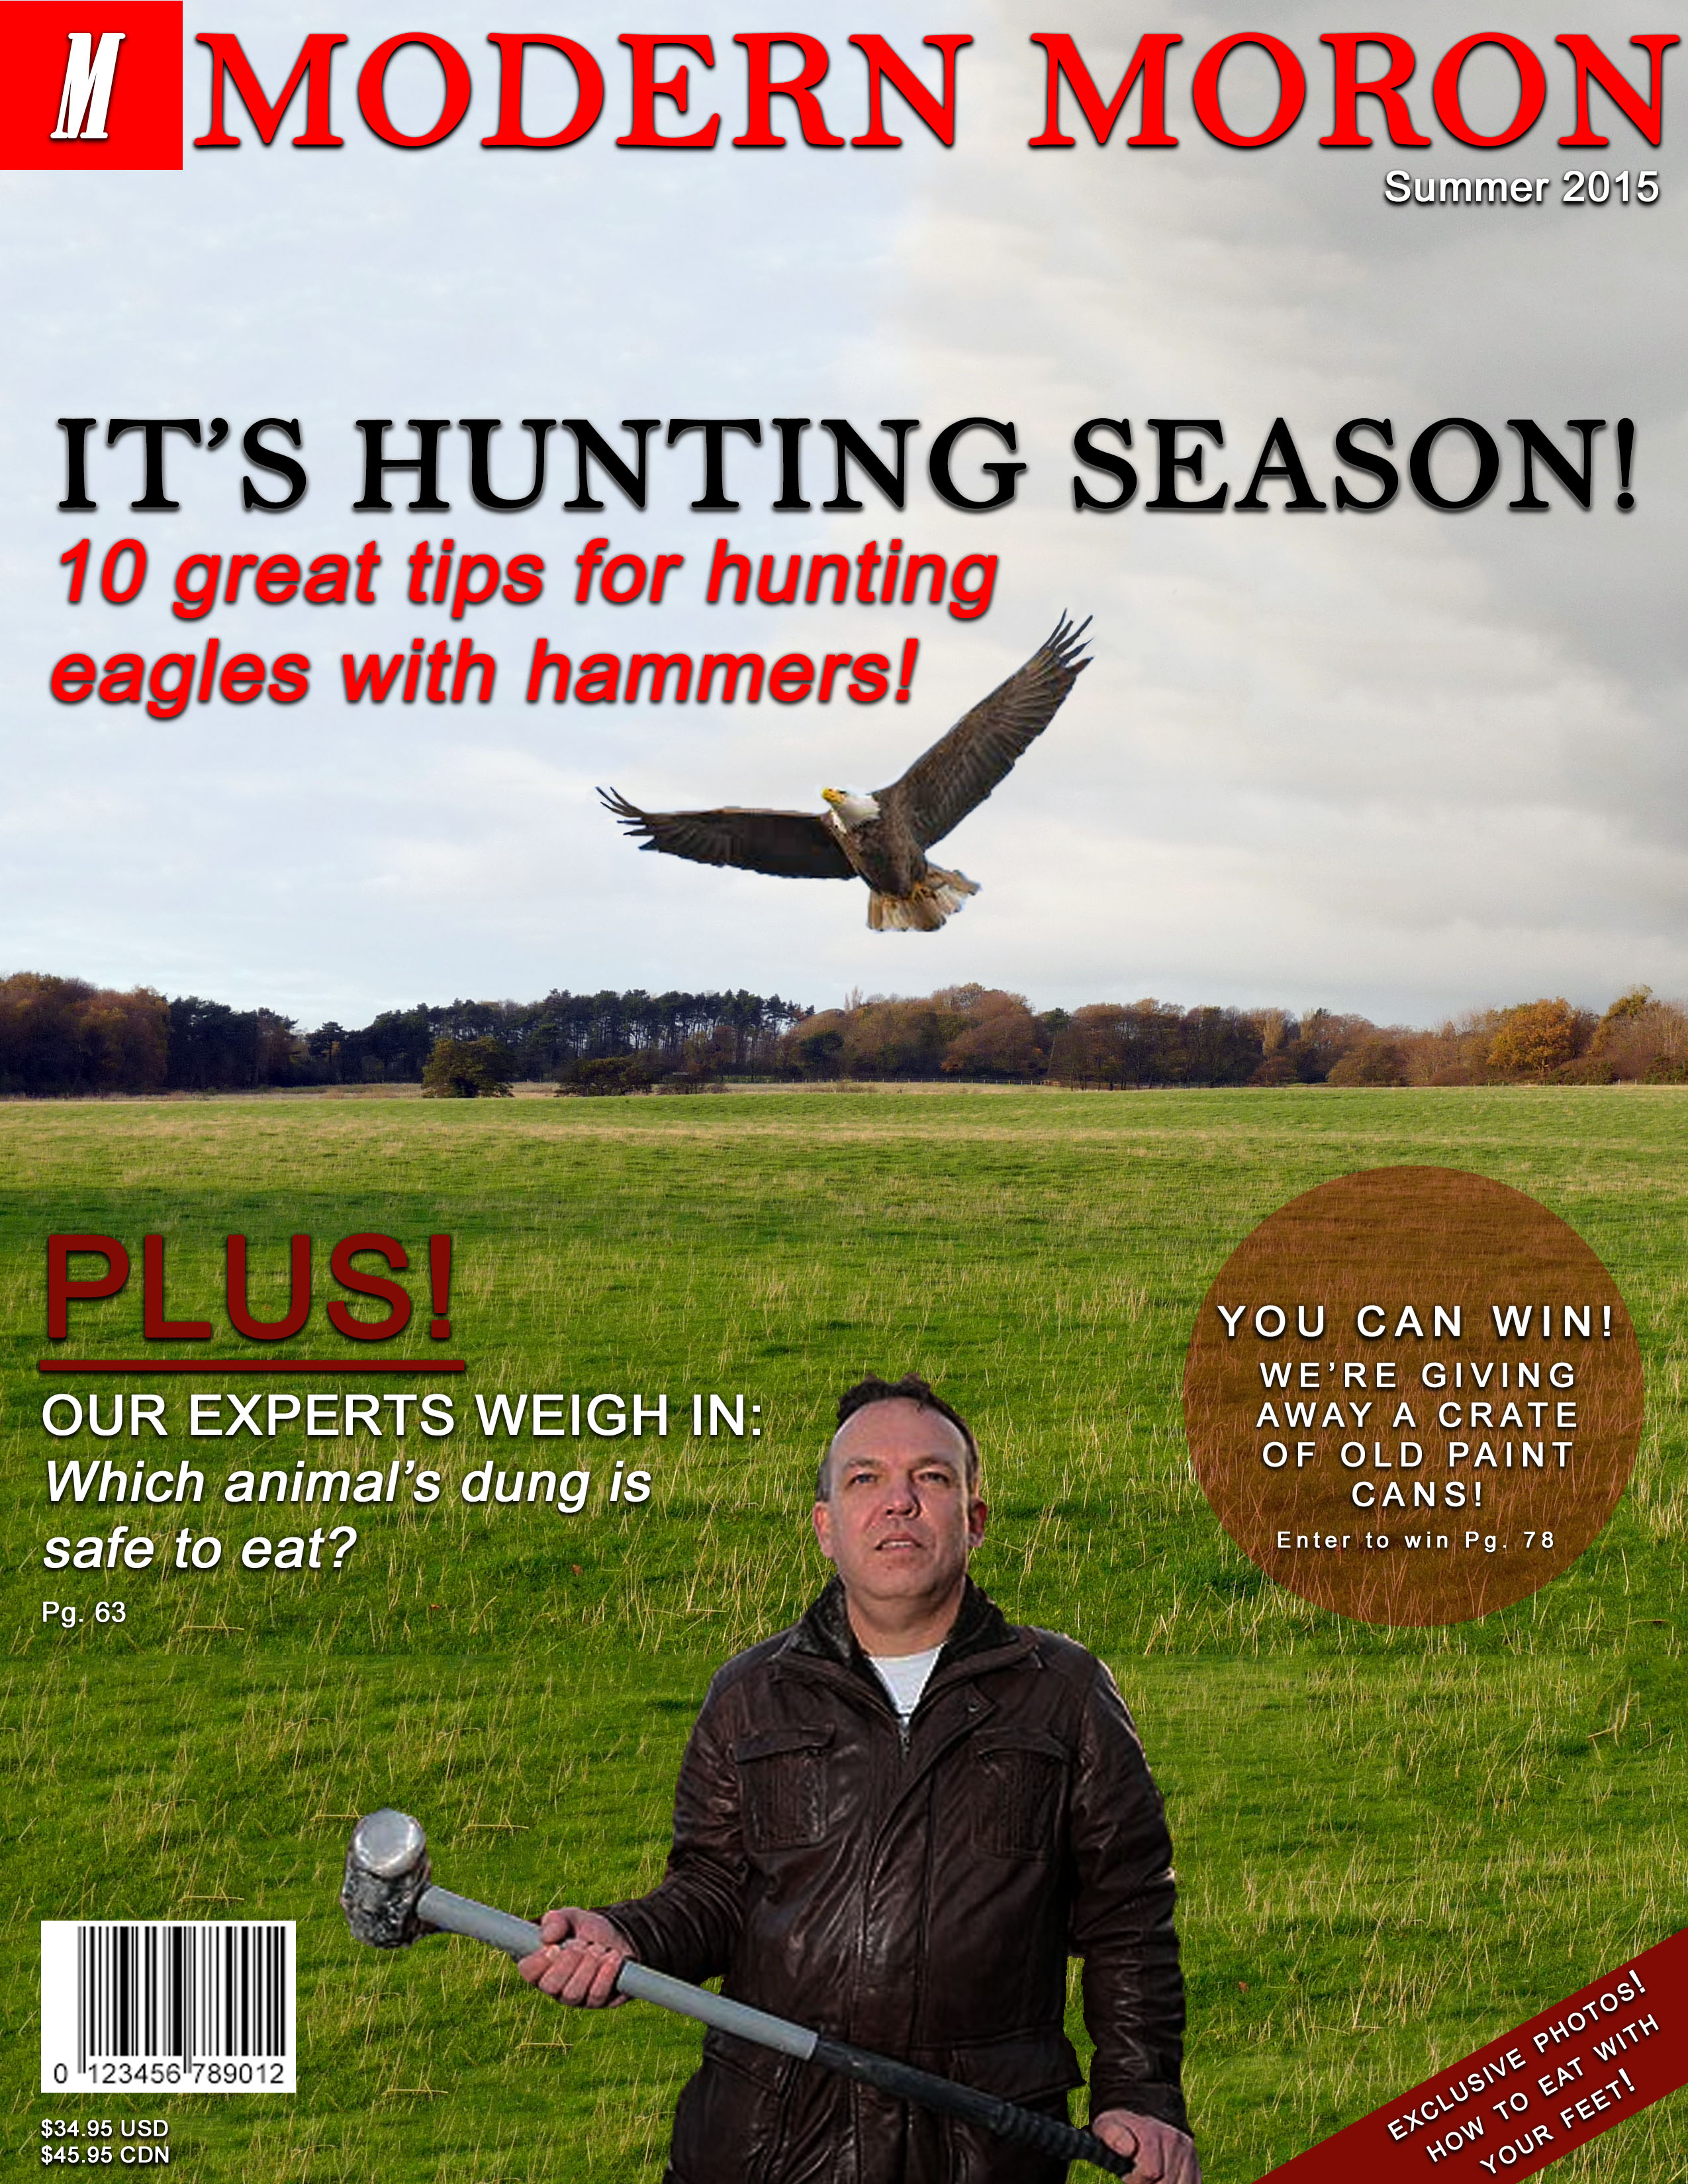 M MODERN MORON
Summer 2015
IT’S HUNTING SEASON!
10 great tips for hunting
eagles with hammers!
PLUS!
OUR EXPERTS WEIGH IN:
Which animal’s dung is
safe to eat?
Pg. 63
YOU CAN WIN!
WE’RE GIVING
AWAY A CRATE
OF OLD PAINT
CANS!
Enter to win Pg. 78
0 123456 789012
$34.95 USD
$45.95 CDN
EXCLUSIVE PHOTOS!
HOW TO EAT WITH
YOUR FEET!